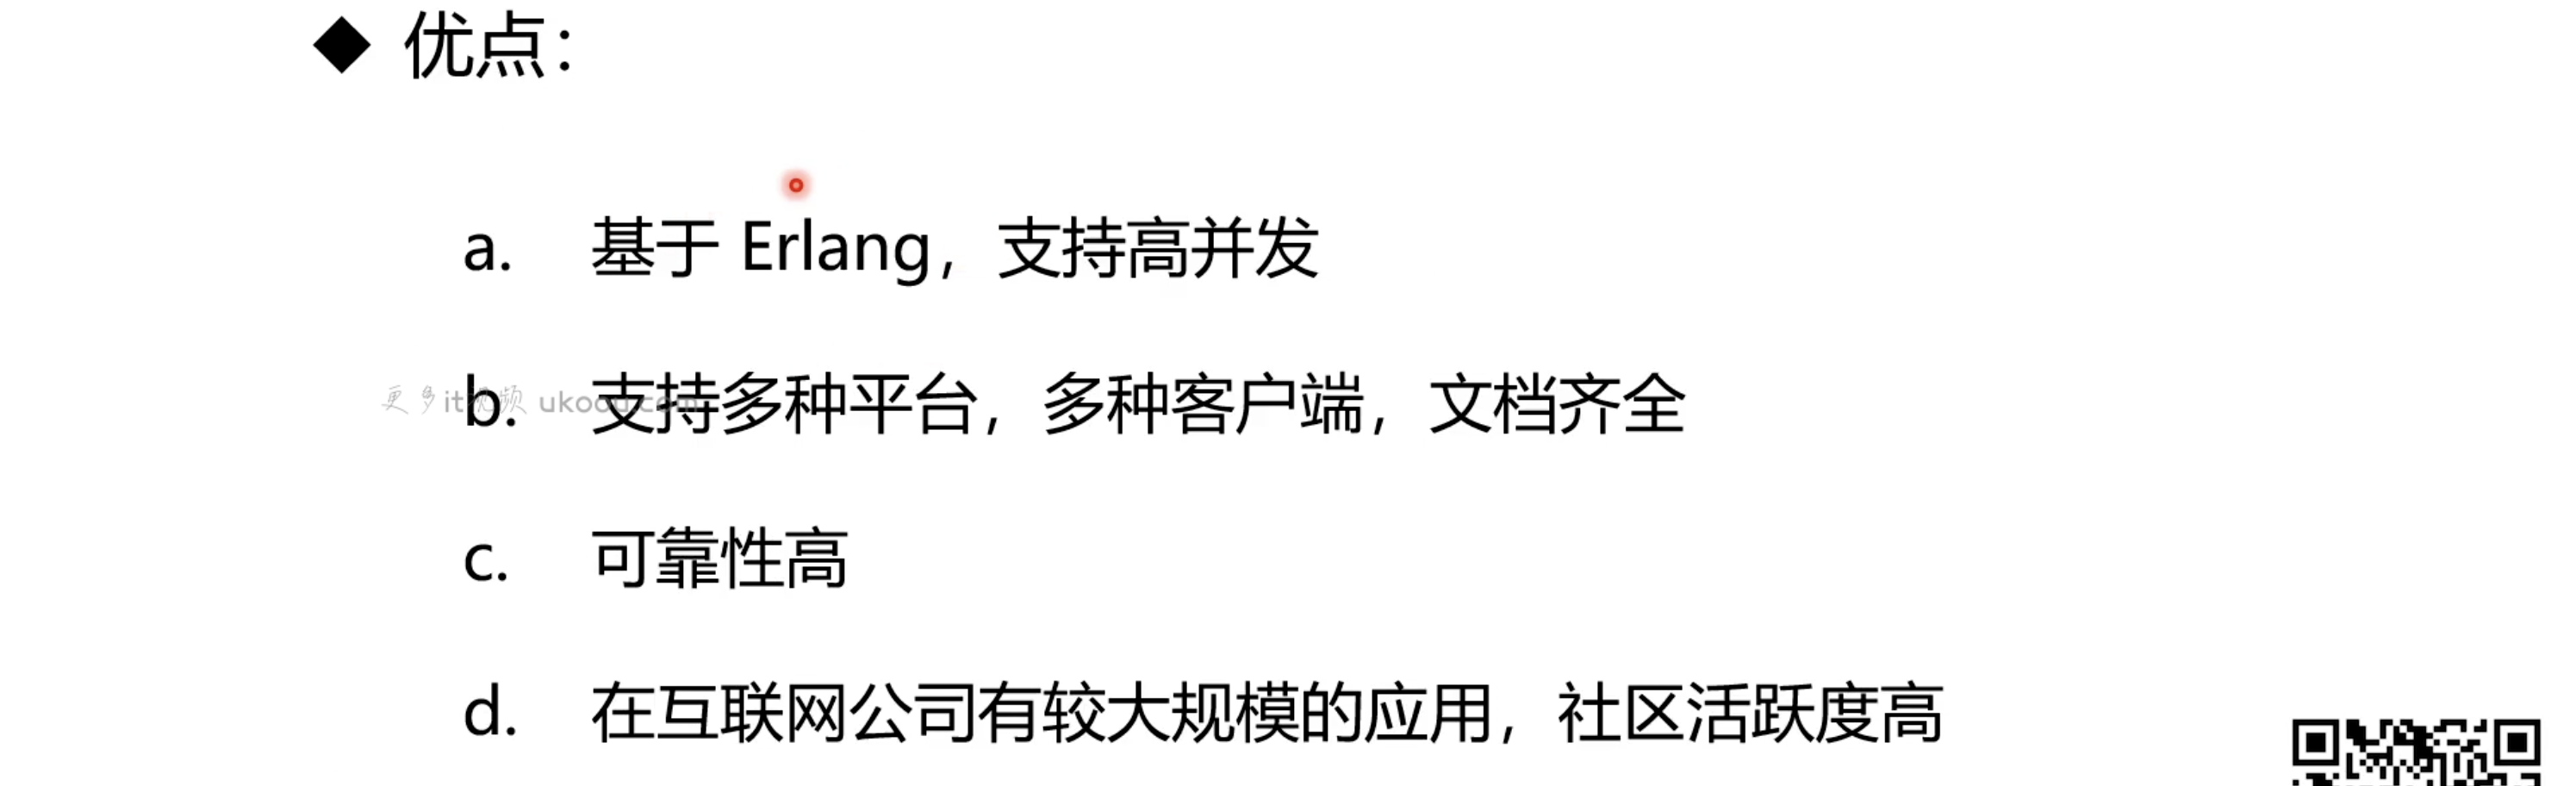 ◆ 优点：
a. 基于 Erlang，支持高并发
b. 支持多种平台，多种客户端，文档齐全
更多it视频 ukoou.com
c. 可靠性高
d. 在互联网公司有较大规模的应用，社区活跃度高